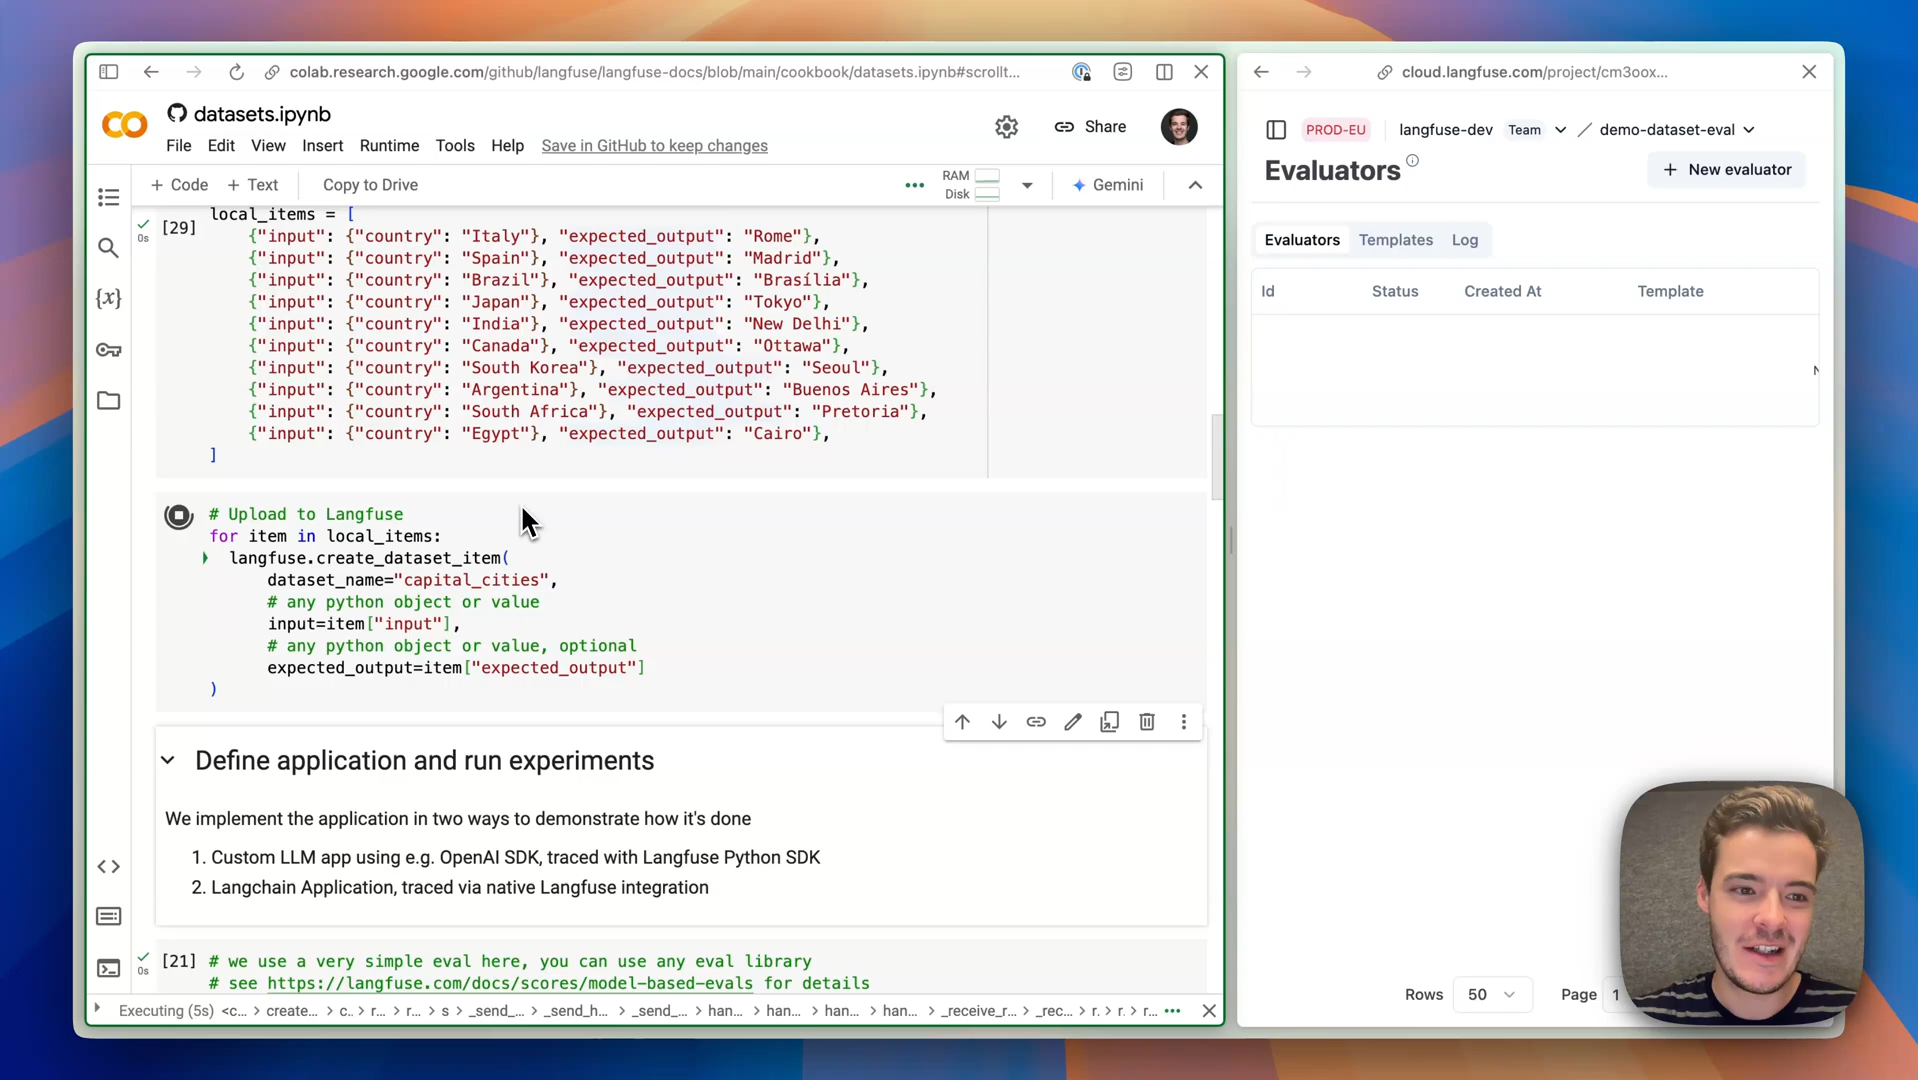 colab.research.google.com/github/langfuse/langfuse-docs/blob/main/cookbook/datasets.ipynb#scrollt...
datasets.ipynb
Share
File Edit View Insert Runtime Tools Help Save in GitHub to keep changes
+ Code + Text Copy to Drive
RAM
Disk
Gemini
[29]
0s
local_items = [
{"input": {"country": "Italy"}, "expected_output": "Rome"},
{"input": {"country": "Spain"}, "expected_output": "Madrid"},
{"input": {"country": "Brazil"}, "expected_output": "Brasília"},
{"input": {"country": "Japan"}, "expected_output": "Tokyo"},
{"input": {"country": "India"}, "expected_output": "New Delhi"},
{"input": {"country": "Canada"}, "expected_output": "Ottawa"},
{"input": {"country": "South Korea"}, "expected_output": "Seoul"},
{"input": {"country": "Argentina"}, "expected_output": "Buenos Aires"},
{"input": {"country": "South Africa"}, "expected_output": "Pretoria"},
{"input": {"country": "Egypt"}, "expected_output": "Cairo"},
]
# Upload to Langfuse
for item in local_items:
langfuse.create_dataset_item(
dataset_name="capital_cities",
# any python object or value
input=item["input"],
# any python object or value, optional
expected_output=item["expected_output"]
)
Define application and run experiments
We implement the application in two ways to demonstrate how it's done
1. Custom LLM app using e.g. OpenAI SDK, traced with Langfuse Python SDK
2. Langchain Application, traced via native Langfuse integration
[21]
0s
# we use a very simple eval here, you can use any eval library
# see https://langfuse.com/docs/scores/model-based-evals for details
Executing (5s) <c... > create... > c. > r... > r... > s > _send_... > _send_h... > _send_... > han... > han... > han... > han... > _receive_r... > _rec... > r. > r. > r... ...
cloud.langfuse.com/project/cm3oox...
PROD-EU langfuse-dev Team / demo-dataset-eval
Evaluators
+ New evaluator
Evaluators Templates Log
Id Status Created At Template
N
Rows 50 Page 1